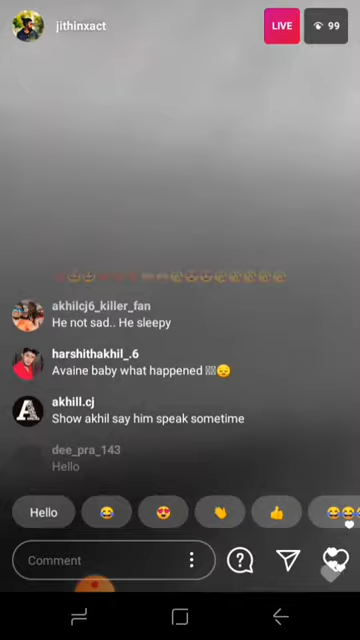 jithinxact
LIVE
99
akhilcj6_killer_fan
He not sad.. He sleepy
harshithakhil_.6
Avaine baby what happened 😔
akhill.cj
Show akhil say him speak sometime
dee_pra_143
Hello
Hello
Comment